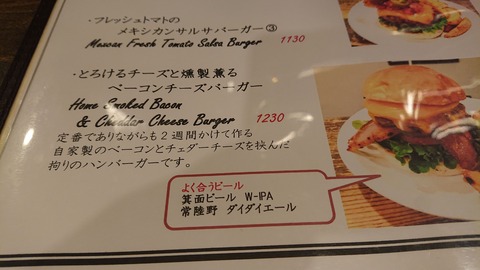 ・フレッシュトマトの
メキシカンサルサバーガー③
Mexcan Fresh Tomato Salsa Burger 1130
・とろけるチーズと燻製薫る
ベーコンチーズバーガー
Home Smoked Bacon
& Cheddar Cheese Burger 1230
定番でありながらも2週間かけて作る
自家製のベーコンとチェダーチーズを挟んだ
拘りのハンバーガーです。
よく合うビール
箕面ビール W-IPA
常陸野 ダイダイエール